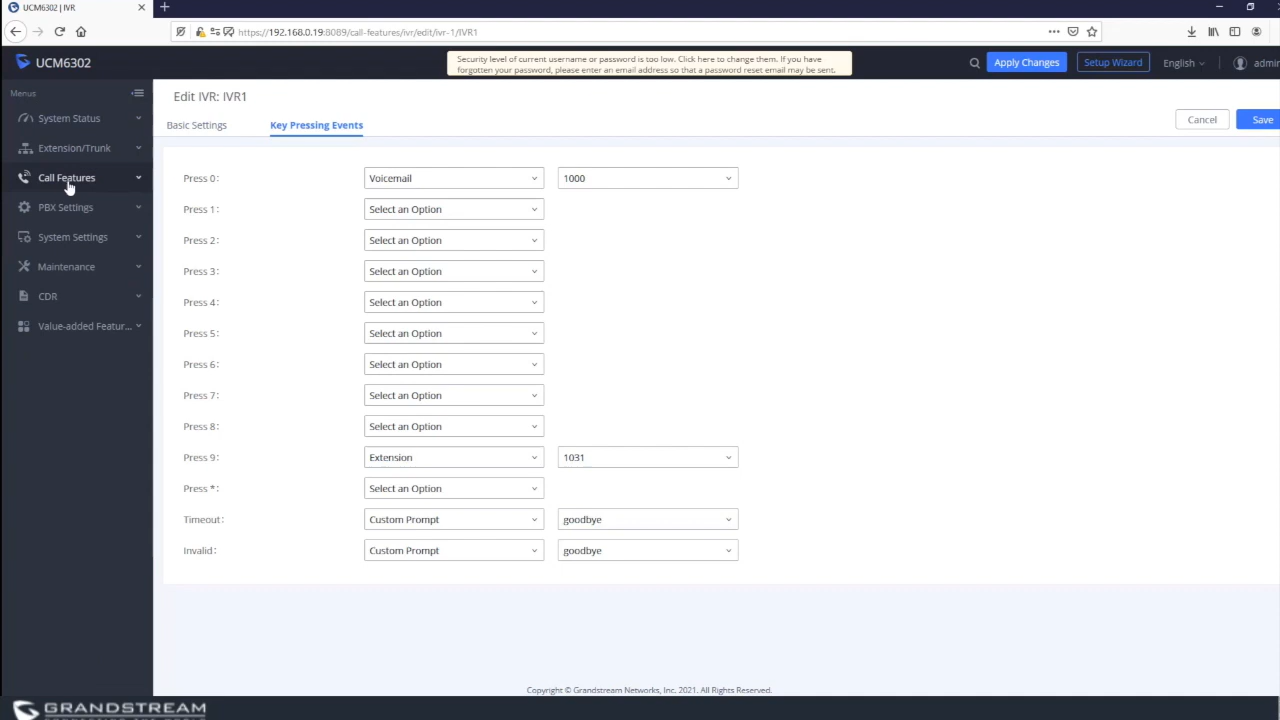 UCM6302 | IVR
https://192.168.0.19:8089/call-features/ivr/edit/ivr-1/IVR1
UCM6302
Security level of current username or password is too low. Click here to change them. If you have
forgotten your password, please enter an email address so that a password reset email may be sent.
Apply Changes
Setup Wizard
English
admin
Menus
System Status
Extension/Trunk
Call Features
PBX Settings
System Settings
Maintenance
CDR
Value-added Featur...
Edit IVR: IVR1
Basic Settings
Key Pressing Events
Cancel
Save
Press 0: Voicemail 1000
Press 1: Select an Option
Press 2: Select an Option
Press 3: Select an Option
Press 4: Select an Option
Press 5: Select an Option
Press 6: Select an Option
Press 7: Select an Option
Press 8: Select an Option
Press 9: Extension 1031
Press *: Select an Option
Timeout: Custom Prompt goodbye
Invalid: Custom Prompt goodbye
Copyright © Grandstream Networks, Inc. 2021. All Rights Reserved.
GRANDSTREAM